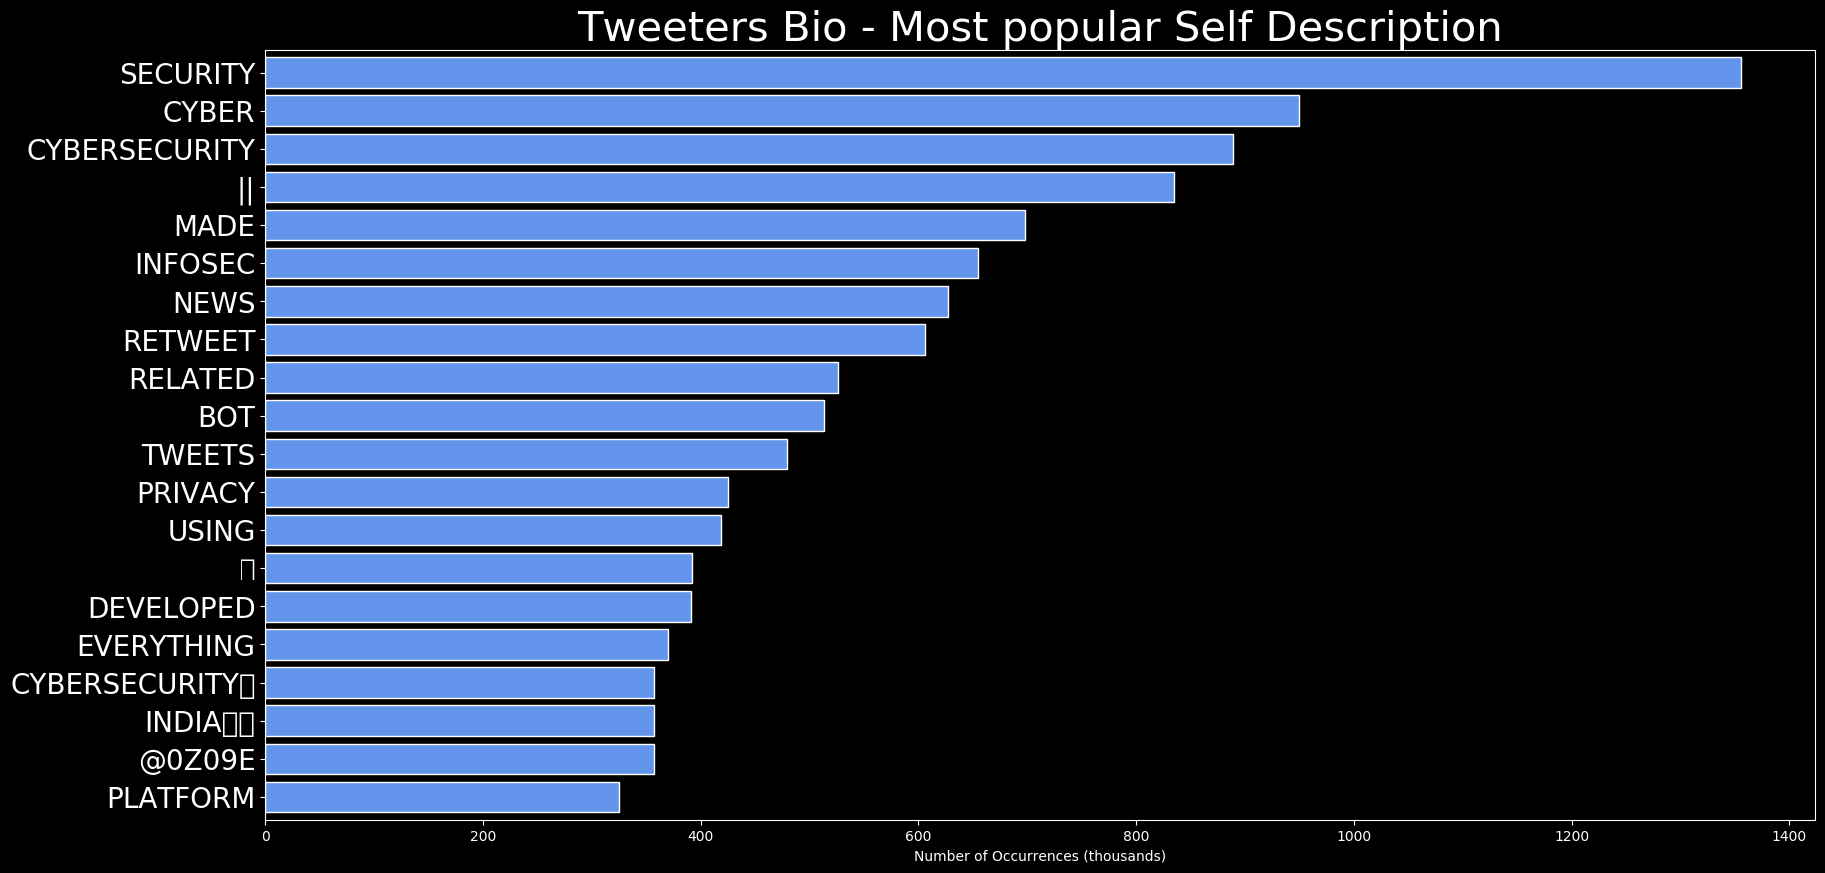 Tweeters Bio - Most popular Self Description
SECURITY
CYBER
CYBERSECURITY
||
MADE
INFOSEC
NEWS
RETWEET
RELATED
BOT
TWEETS
PRIVACY
USING
▯
DEVELOPED
EVERYTHING
CYBERSECURITY▯
INDIA▯▯
@0Z09E
PLATFORM
0 200 400 600 800 1000 1200 1400
Number of Occurrences (thousands)